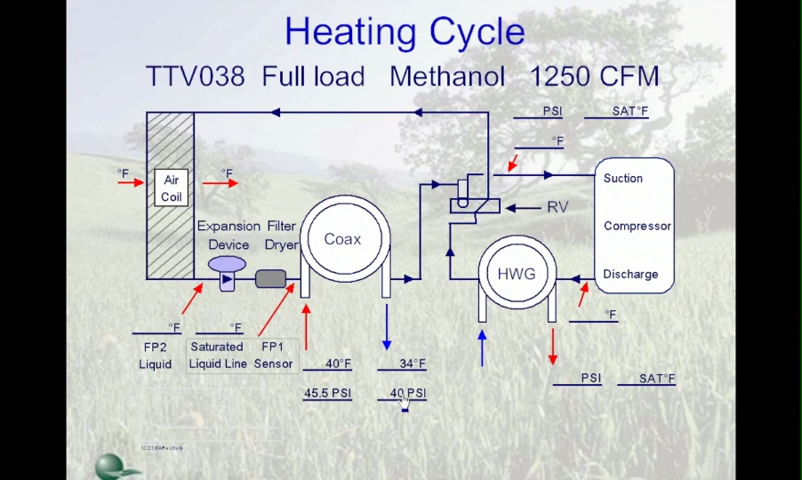 Heating Cycle
TTV038 Full load Methanol 1250 CFM
PSI SAT°F
°F
°F °F
Air
Coil
Suction
RV
Expansion Filter
Device Dryer
Coax
Compressor
HWG
Discharge
°F
°F °F
FP2 Saturated FP1
Liquid Liquid Line Sensor
40°F 34°F
45.5 PSI 40 PSI
PSI SAT°F